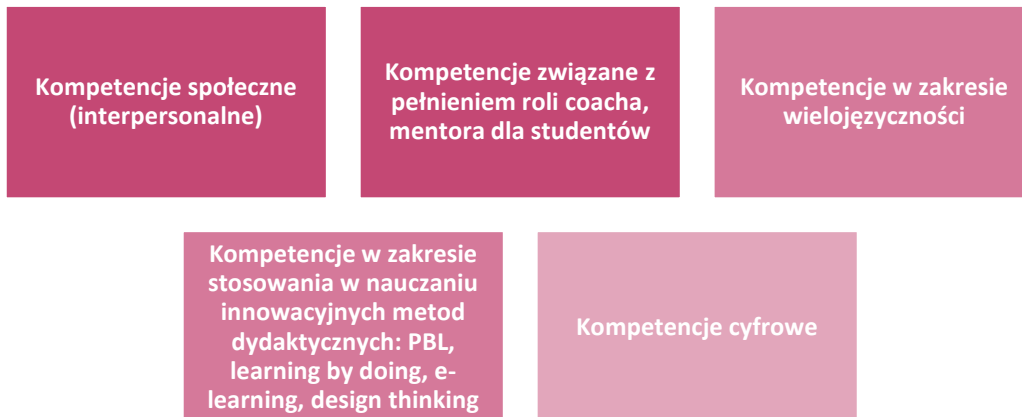 Kompetencje społeczne
(interpersonalne)
Kompetencje związane z
pełnieniem roli coacha,
mentora dla studentów
Kompetencje w zakresie
wielojęzyczności
Kompetencje w zakresie
stosowania w nauczaniu
innowacyjnych metod
dydaktycznych: PBL,
learning by doing, e-
learning, design thinking
Kompetencje cyfrowe